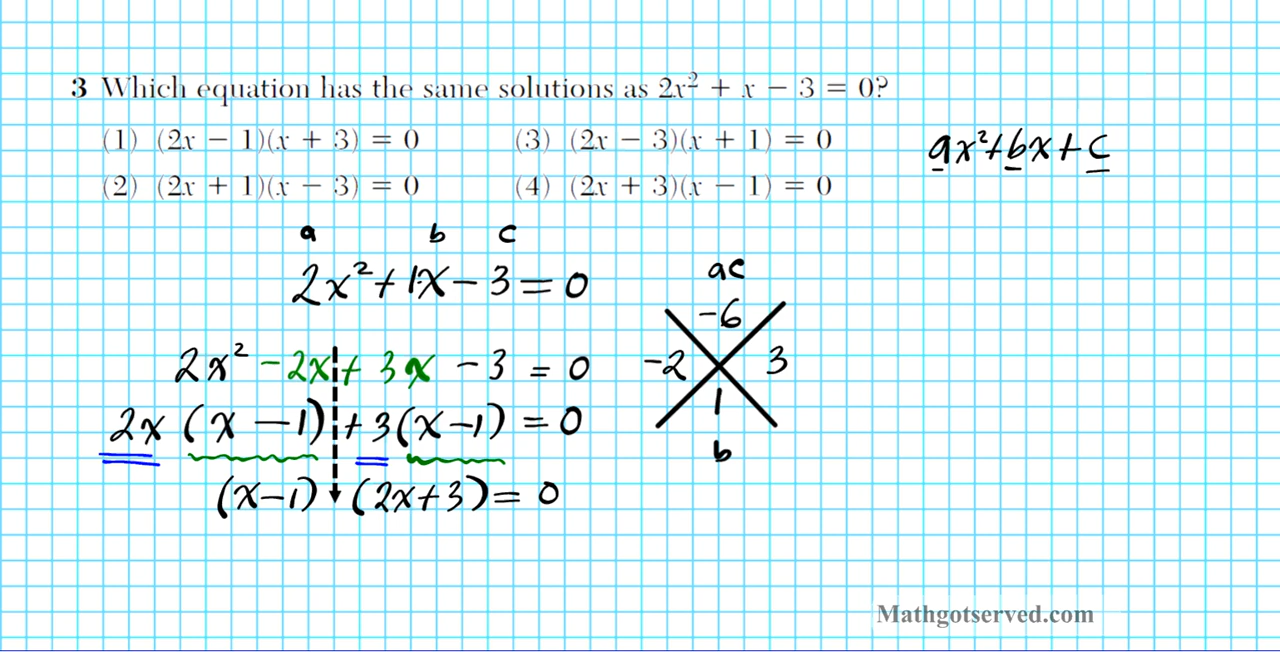 3 Which equation has the same solutions as 2x² + x − 3 = 0?
(1) (2x − 1)(x + 3) = 0 (3) (2x − 3)(x + 1) = 0
(2) (2x + 1)(x − 3) = 0 (4) (2x + 3)(x − 1) = 0
ax²+bx+c
a b c
2x²+1x−3=0
2x² −2x + 3x −3 = 0
2x (x −1) + 3(x−1) = 0
(x−1) (2x+3) = 0
ac
-6
-2 3
1
b
Mathgotserved.com